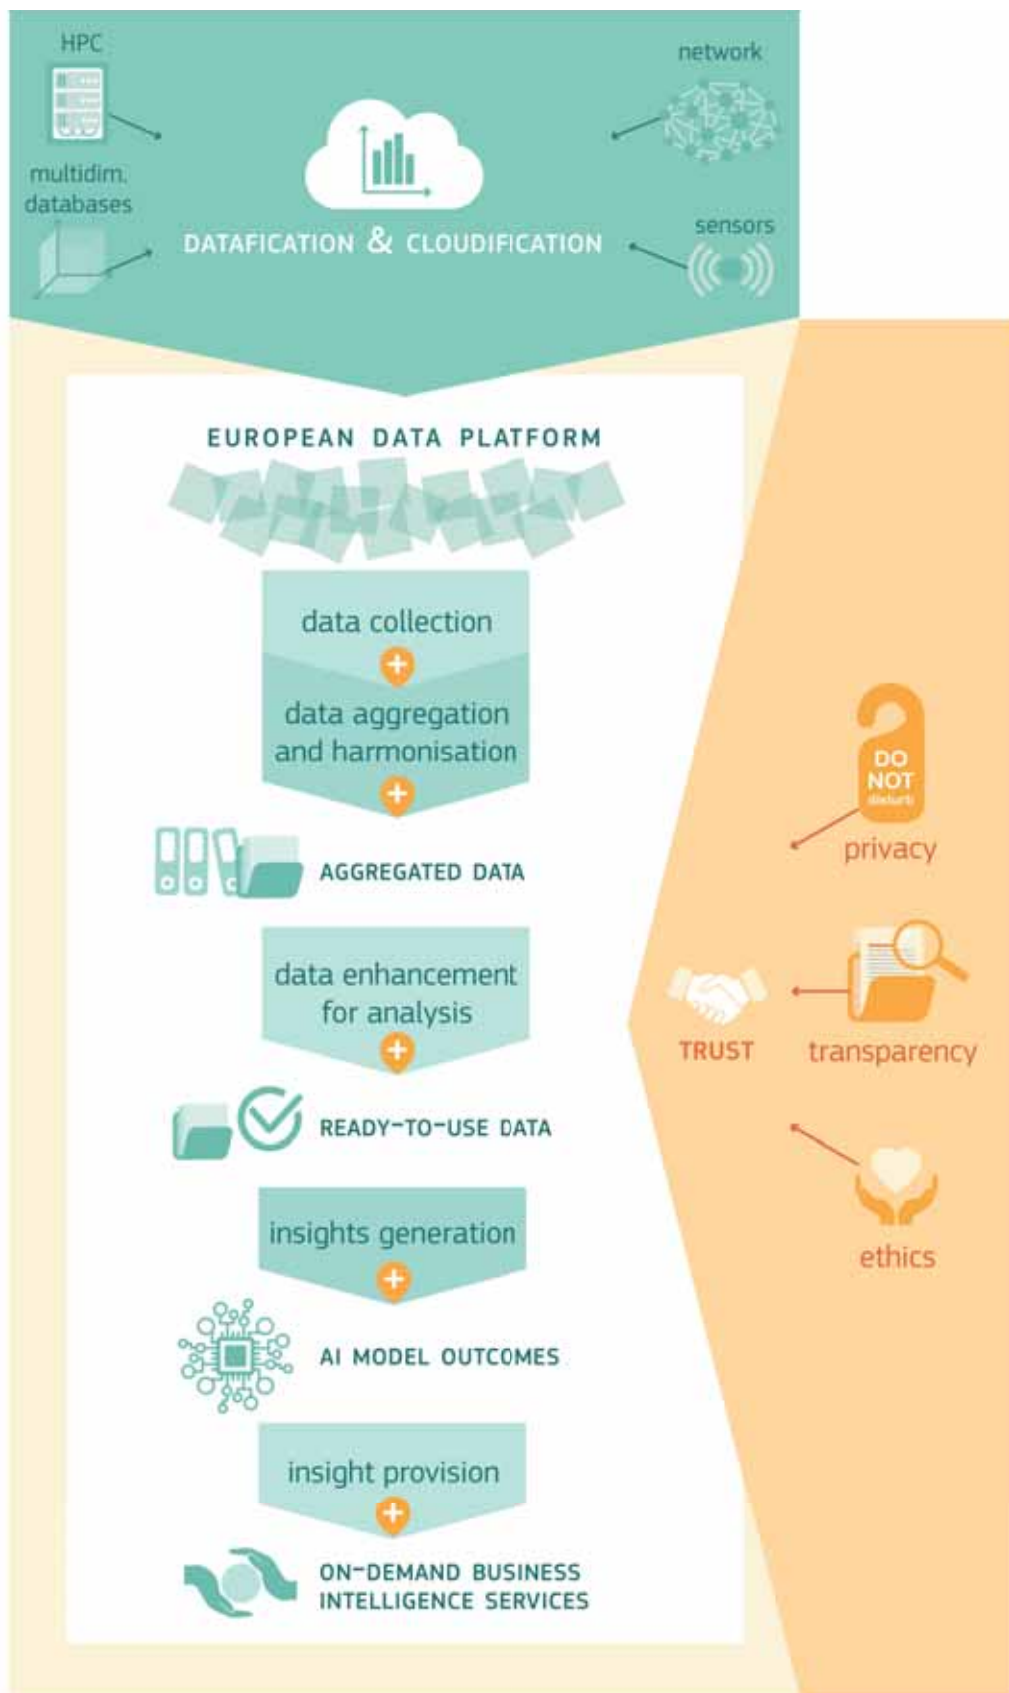 HPC
network
multidim.
databases
sensors
DATAFICATION & CLOUDIFICATION
EUROPEAN DATA PLATFORM
data collection
data aggregation
and harmonisation
AGGREGATED DATA
data enhancement
for analysis
READY-TO-USE DATA
insights generation
AI MODEL OUTCOMES
insight provision
ON-DEMAND BUSINESS
INTELLIGENCE SERVICES
DO
NOT
disturb
privacy
TRUST
transparency
ethics